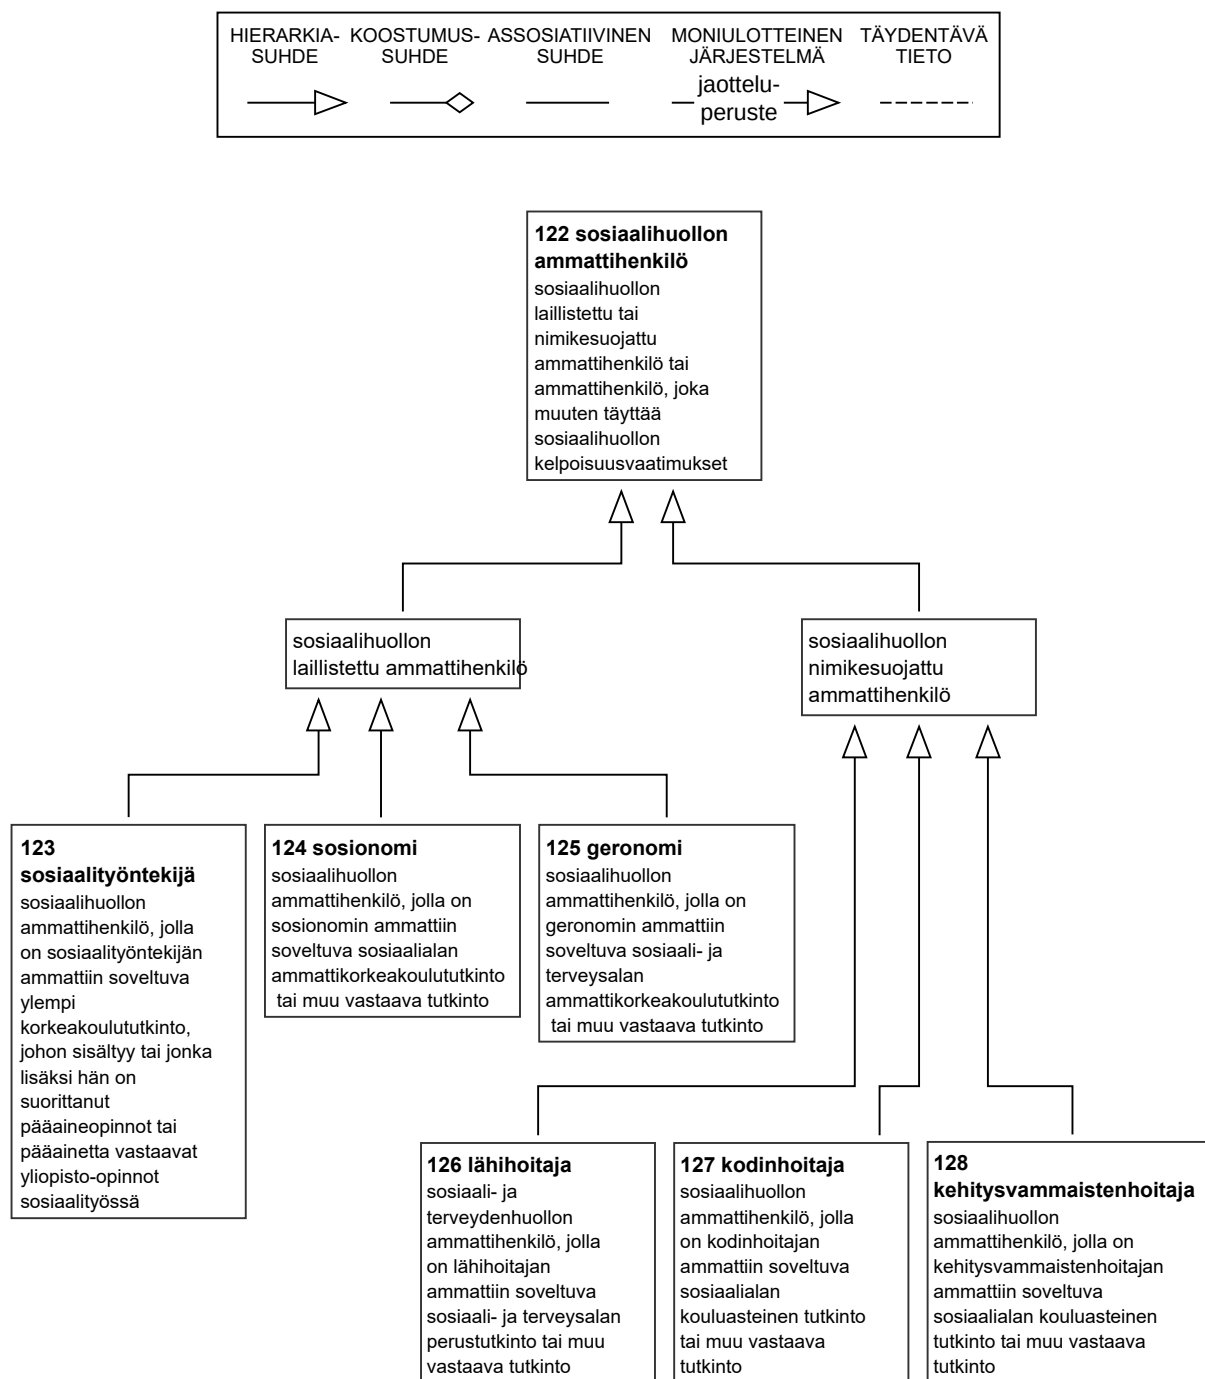 HIERARKIA-
SUHDE
KOOSTUMUS-
SUHDE
ASSOSIATIIVINEN
SUHDE
MONIULOTTEINEN
JÄRJESTELMÄ
TÄYDENTÄVÄ
TIETO
jaottelu-
peruste
122 sosiaalihuollon
ammattihenkilö
sosiaalihuollon
laillistettu tai
nimikesuojattu
ammattihenkilö tai
ammattihenkilö, joka
muuten täyttää
sosiaalihuollon
kelpoisuusvaatimukset
sosiaalihuollon
laillistettu ammattihenkilö
sosiaalihuollon
nimikesuojattu
ammattihenkilö
123
sosiaalityöntekijä
sosiaalihuollon
ammattihenkilö, jolla
on sosiaalityöntekijän
ammattiin soveltuva
ylempi
korkeakoulututkinto,
johon sisältyy tai jonka
lisäksi hän on
suorittanut
pääaineopinnot tai
pääainetta vastaavat
yliopisto-opinnot
sosiaalityössä
124 sosionomi
sosiaalihuollon
ammattihenkilö, jolla on
sosionomin ammattiin
soveltuva sosiaalialan
ammattikorkeakoulututkinto
tai muu vastaava tutkinto
125 geronomi
sosiaalihuollon
ammattihenkilö, jolla on
geronomin ammattiin
soveltuva sosiaali- ja
terveysalan
ammattikorkeakoulututkinto
tai muu vastaava tutkinto
126 lähihoitaja
sosiaali- ja
terveydenhuollon
ammattihenkilö, jolla
on lähihoitajan
ammattiin soveltuva
sosiaali- ja terveysalan
perustutkinto tai muu
vastaava tutkinto
127 kodinhoitaja
sosiaalihuollon
ammattihenkilö, jolla
on kodinhoitajan
ammattiin soveltuva
sosiaalialan
kouluasteinen tutkinto
tai muu vastaava
tutkinto
128
kehitysvammaistenhoitaja
sosiaalihuollon
ammattihenkilö, jolla on
kehitysvammaistenhoitajan
ammattiin soveltuva
sosiaalialan kouluasteinen
tutkinto tai muu vastaava
tutkinto